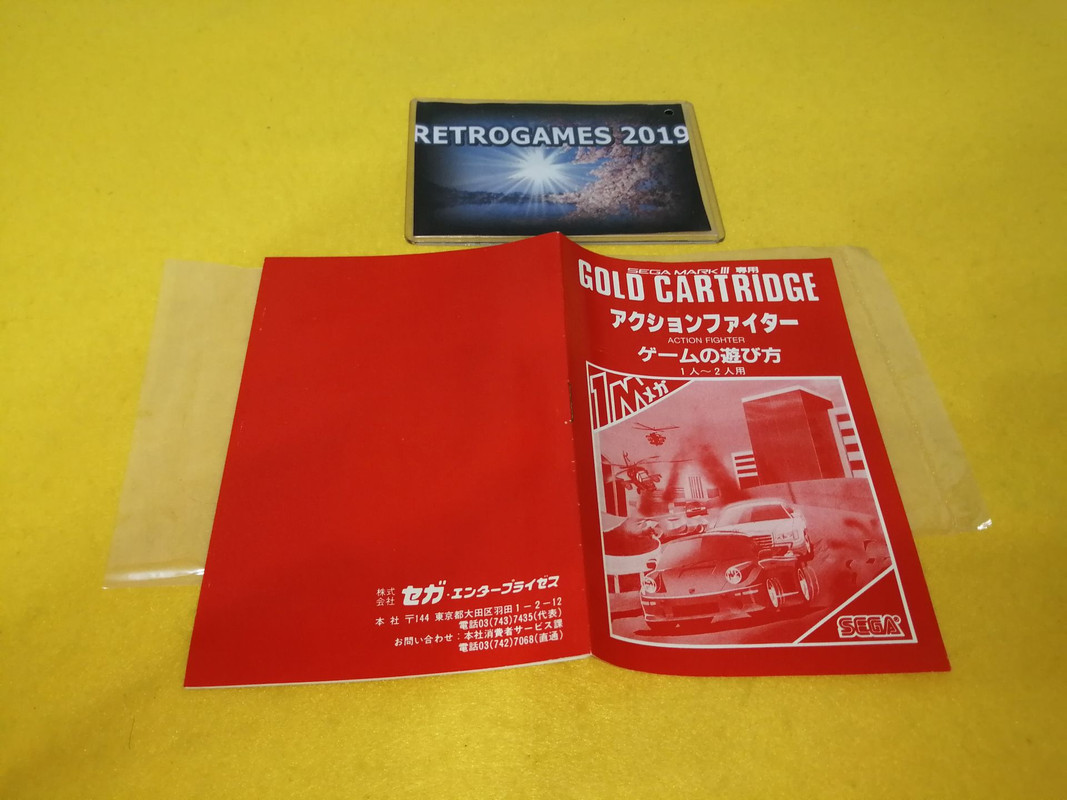 RETROGAMES 2019
SEGA MARK III 専用
GOLD CARTRIDGE
アクションファイター
ACTION FIGHTER
ゲームの遊び方
1人〜2人用
1Mメガ
SEGA
株式会社 セガ・エンタープライゼス
本社 〒144 東京都大田区羽田1-2-12
電話03(743)7435(代表)
お問い合わせ:本社消費者サービス課
電話03(742)7068(直通)